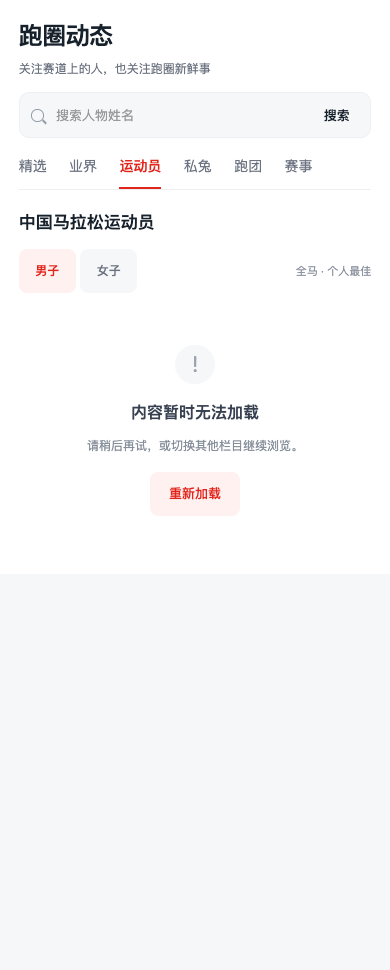 跑圈动态
关注赛道上的人，也关注跑圈新鲜事
搜索人物姓名 搜索
精选 业界 运动员 私兔 跑团 赛事
中国马拉松运动员
男子 女子 全马 · 个人最佳
!
内容暂时无法加载
请稍后再试，或切换其他栏目继续浏览。
重新加载